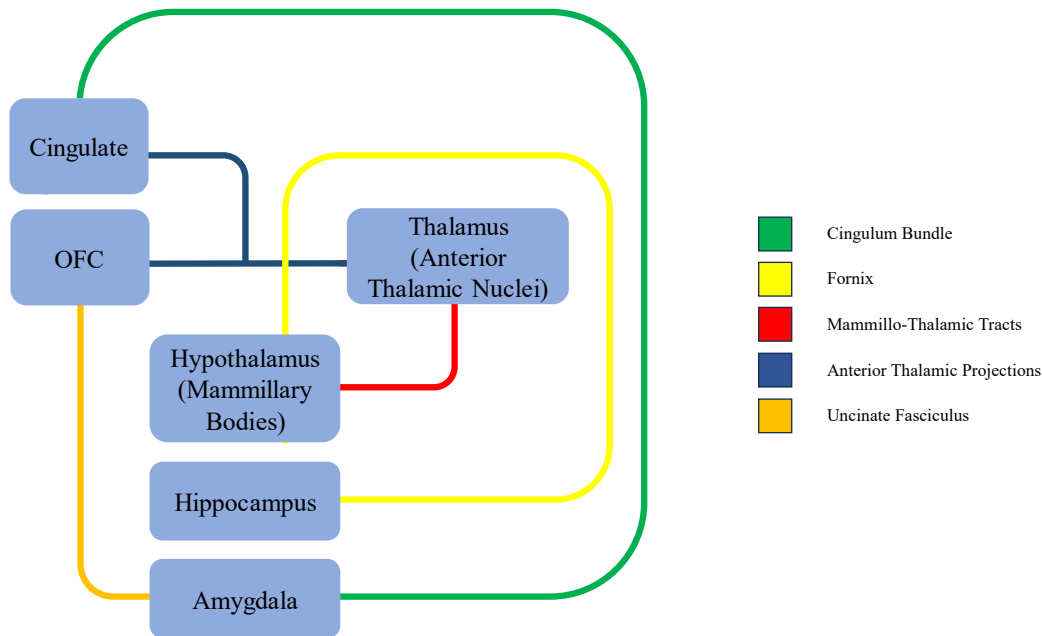 Cingulate
OFC
Thalamus
(Anterior
Thalamic Nuclei)
Hypothalamus
(Mammillary
Bodies)
Hippocampus
Amygdala
Cingulum Bundle
Fornix
Mammillo-Thalamic Tracts
Anterior Thalamic Projections
Uncinate Fasciculus